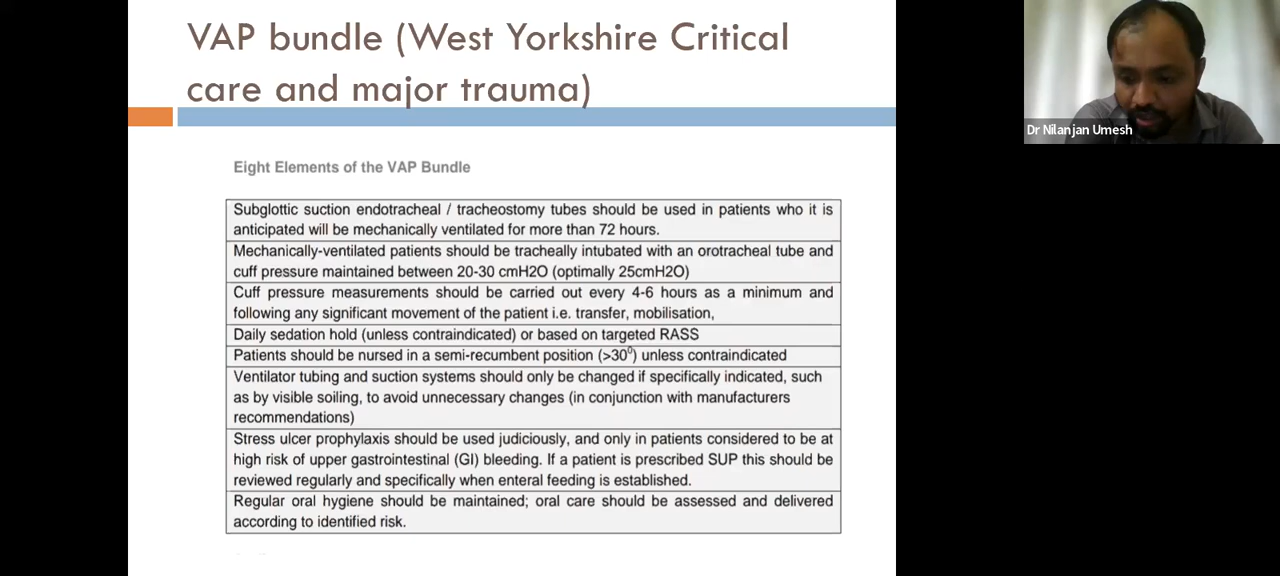 VAP bundle (West Yorkshire Critical
care and major trauma)
Dr Nilanjan Umesh
Eight Elements of the VAP Bundle
Subglottic suction endotracheal / tracheostomy tubes should be used in patients who it is
anticipated will be mechanically ventilated for more than 72 hours.
Mechanically-ventilated patients should be tracheally intubated with an orotracheal tube and
cuff pressure maintained between 20-30 cmH2O (optimally 25cmH2O)
Cuff pressure measurements should be carried out every 4-6 hours as a minimum and
following any significant movement of the patient i.e. transfer, mobilisation,
Daily sedation hold (unless contraindicated) or based on targeted RASS
Patients should be nursed in a semi-recumbent position (>30⁰) unless contraindicated
Ventilator tubing and suction systems should only be changed if specifically indicated, such
as by visible soiling, to avoid unnecessary changes (in conjunction with manufacturers
recommendations)
Stress ulcer prophylaxis should be used judiciously, and only in patients considered to be at
high risk of upper gastrointestinal (GI) bleeding. If a patient is prescribed SUP this should be
reviewed regularly and specifically when enteral feeding is established.
Regular oral hygiene should be maintained; oral care should be assessed and delivered
according to identified risk.